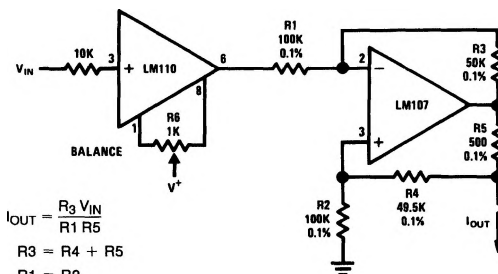 R1
100K
0.1%
R3
50K
0.1%
10K
LM110
LM107
VIN
3
+
6
8
1
2
−
3
+
R6
1K
BALANCE
V+
R5
500
0.1%
R4
49.5K
0.1%
R2
100K
0.1%
IOUT
IOUT = R3 VIN
R1 R5
R3 = R4 + R5
R1 = R2